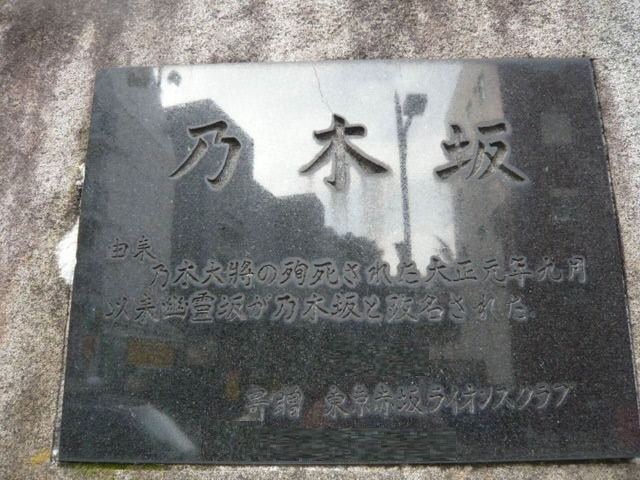 乃木坂
由来
乃木大將の殉死された大正元年九月
以来幽霊坂が乃木坂と改名された
寄贈 東京赤坂ライオンズクラブ